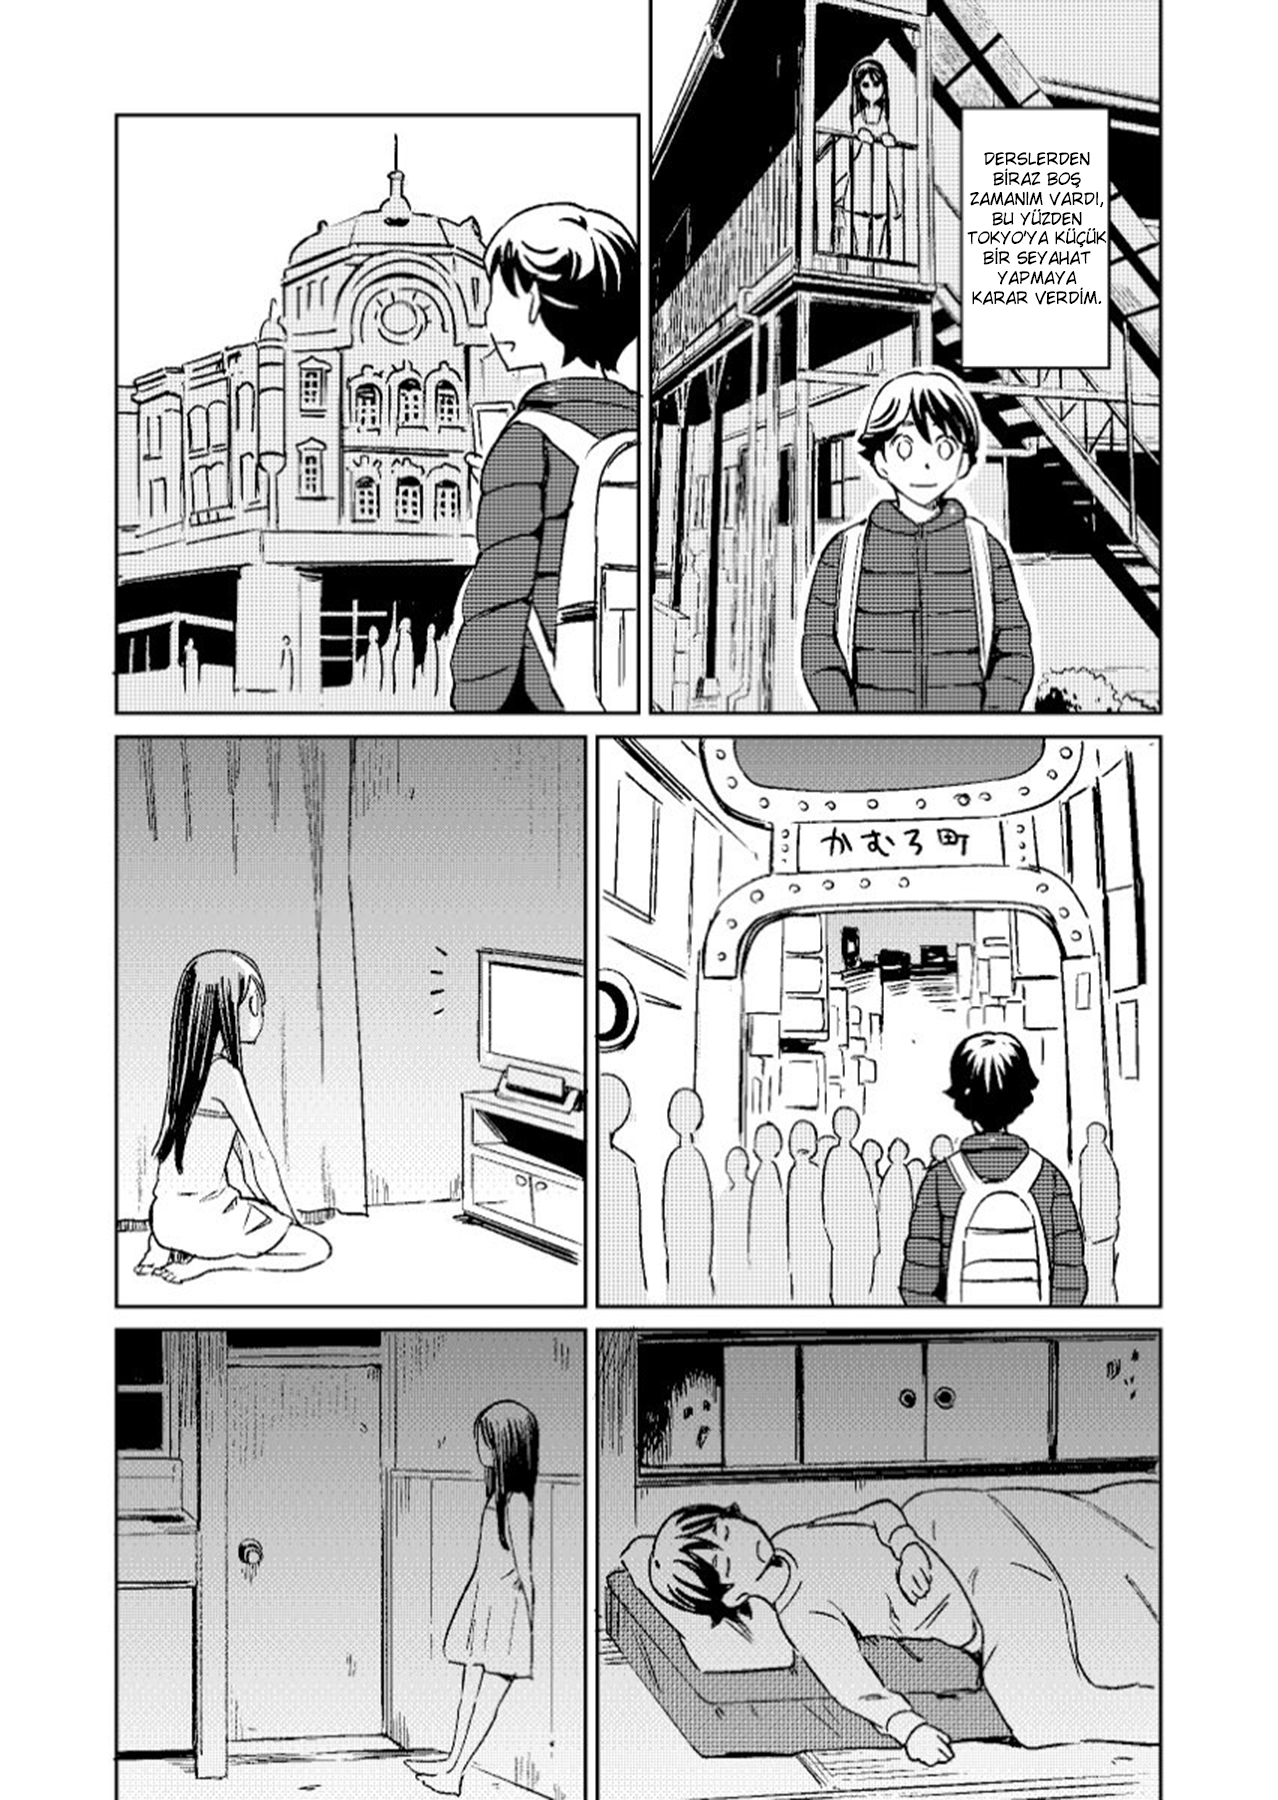 DERSLERDEN
BİRAZ BOŞ
ZAMANIM VARDI,
BU YÜZDEN
TOKYO'YA KÜÇÜK
BİR SEYAHAT
YAPMAYA
KARAR VERDİM.
かむろ町